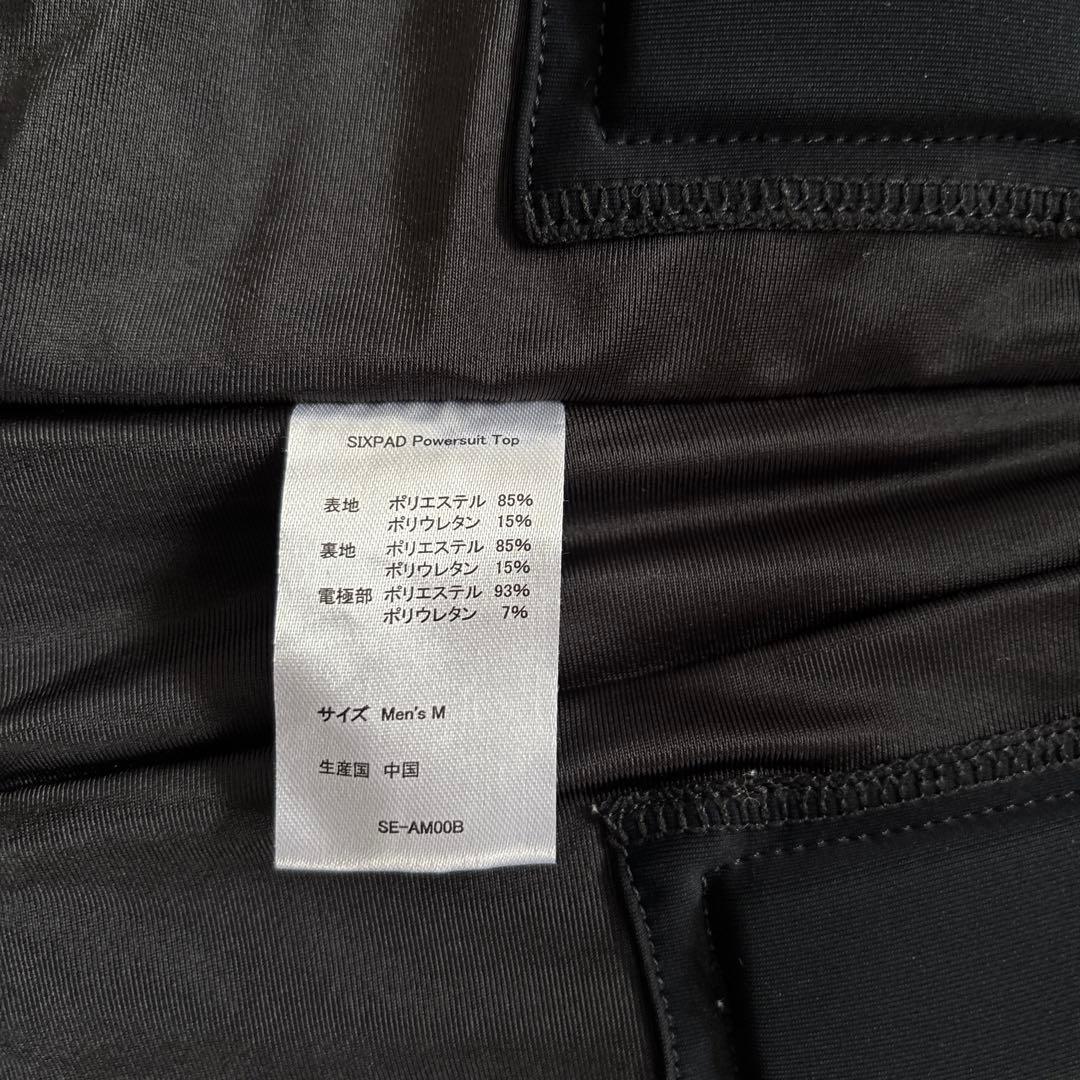 SIXPAD Powersuit Top
表地 ポリエステル 85%
ポリウレタン 15%
裏地 ポリエステル 85%
ポリウレタン 15%
電極部 ポリエステル 93%
ポリウレタン 7%
サイズ Men's M
生産国 中国
SE-AM00B